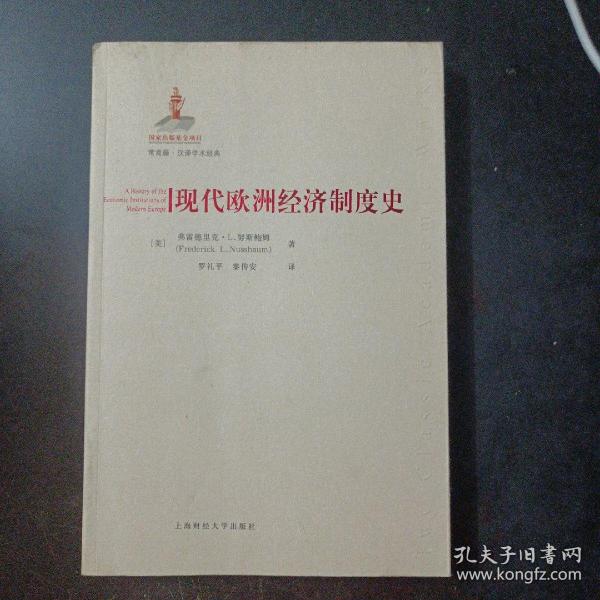 国家出版基金项目
常青藤·汉译学术经典
A History of the
Economic Institutions of
Modern Europe
现代欧洲经济制度史
[美] 弗雷德里克·L.努斯鲍姆 著
(Frederick. L. Nussbaum)
罗礼平 秦传安 译
上海财经大学出版社
孔夫子旧书网
www.kongfz.com